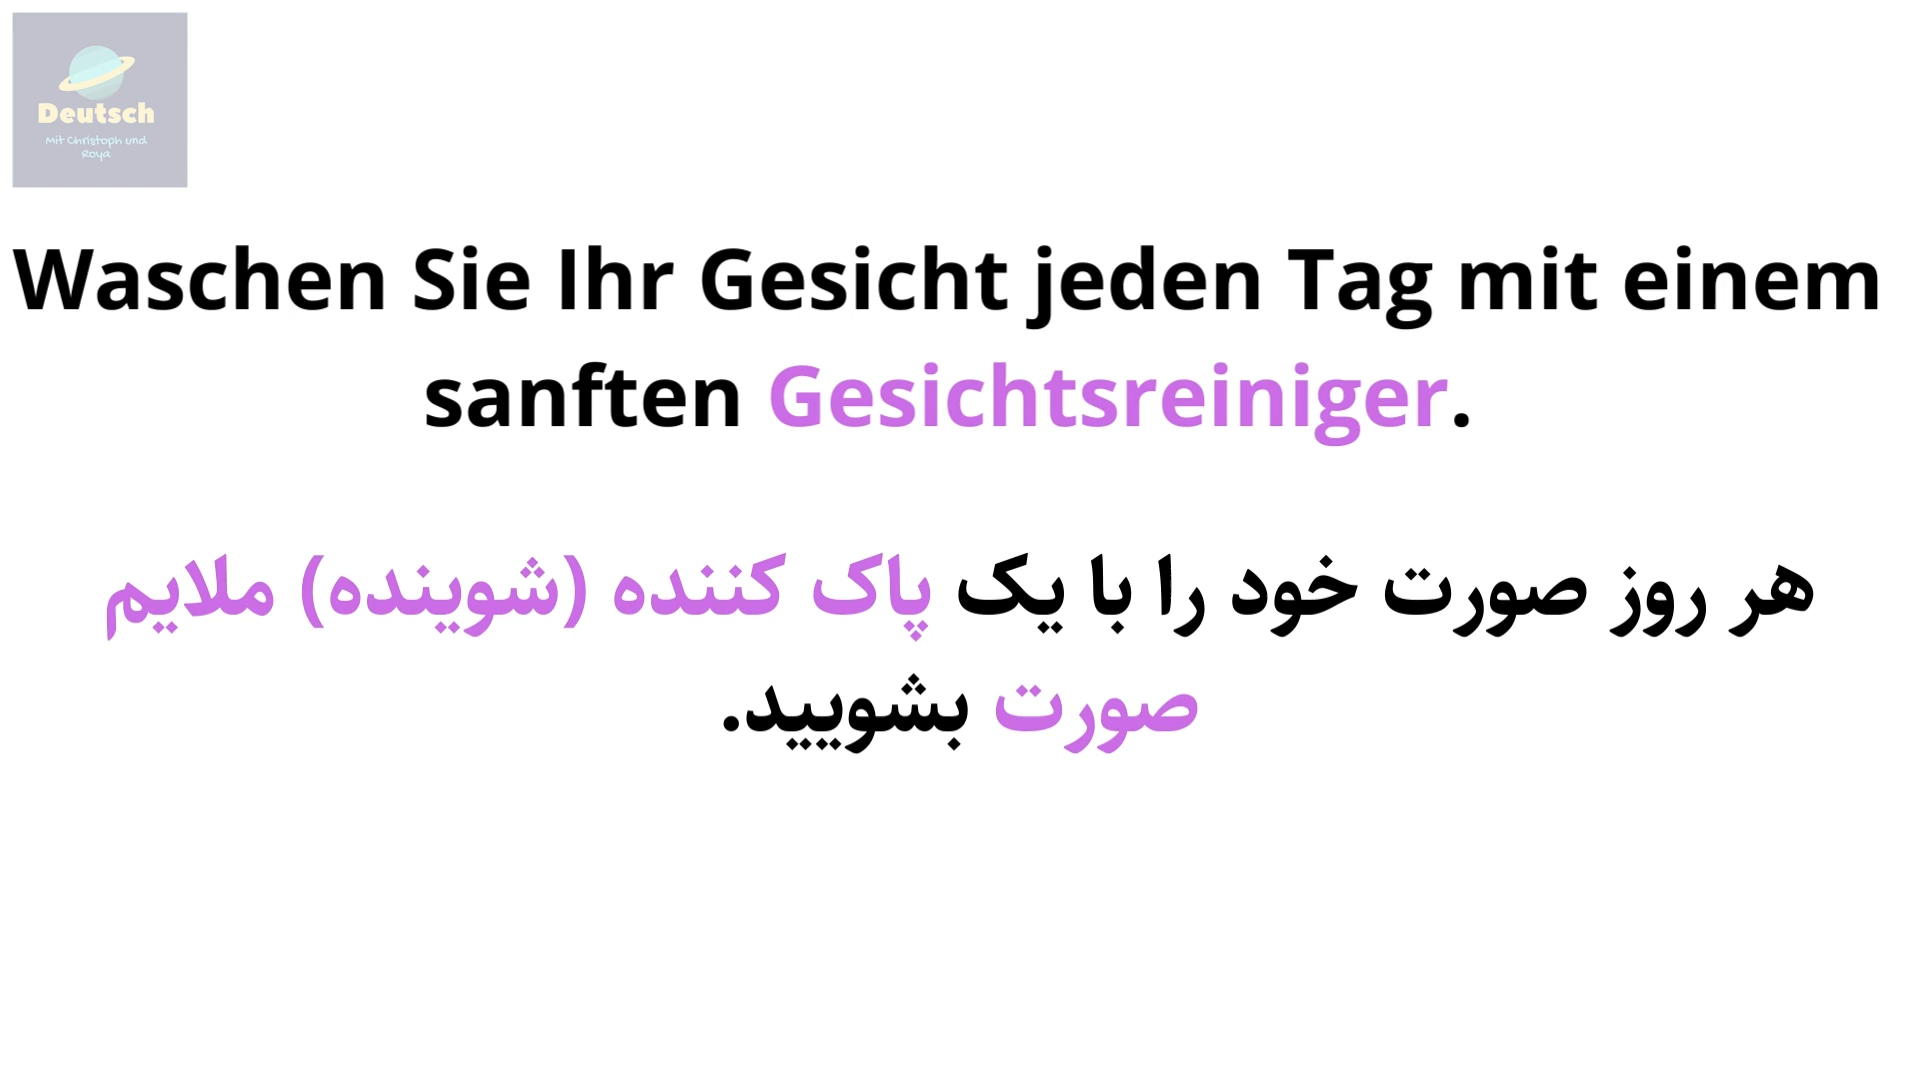 Deutsch
Mit Christoph und
Roya
Waschen Sie Ihr Gesicht jeden Tag mit einem
sanften Gesichtsreiniger.
هر روز صورت خود را با یک پاک کننده (شوینده) ملایم
صورت بشویید.